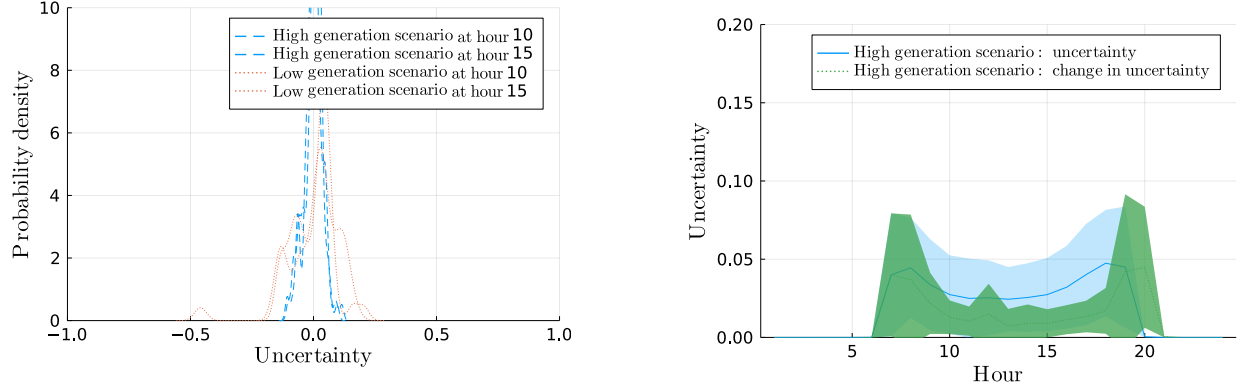 10
8
6
4
2
0
Probability density
High generation scenario at hour 10
High generation scenario at hour 15
Low generation scenario at hour 10
Low generation scenario at hour 15
−1.0
−0.5
0.0
0.5
1.0
Uncertainty
0.20
0.15
0.10
0.05
0.00
Uncertainty
High generation scenario : uncertainty
High generation scenario : change in uncertainty
5
10
15
20
Hour